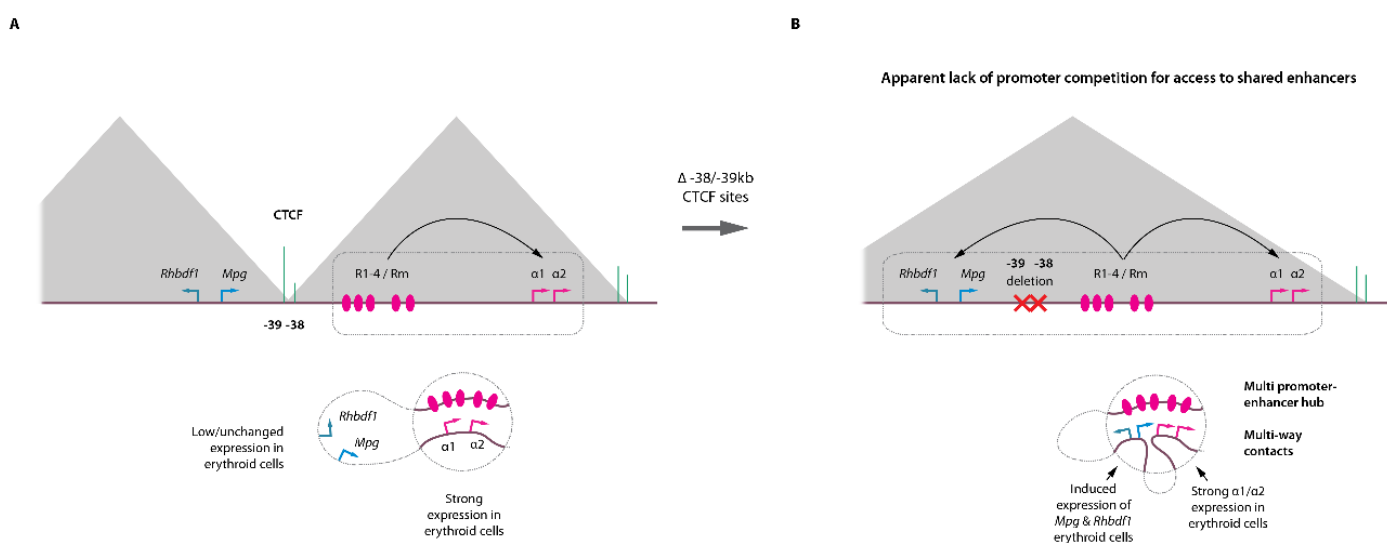 A
CTCF
Rhbdf1
Mpg
R1-4 / Rm
α1 α2
-39 -38
Rhbdf1
Mpg
Low/unchanged
expression in
erythroid cells
α1
α2
Strong
expression in
erythroid cells
Δ -38/-39kb
CTCF sites
B
Apparent lack of promoter competition for access to shared enhancers
Rhbdf1
Mpg
-39 -38
deletion
R1-4 / Rm
α1 α2
Multi promoter-
enhancer hub
Multi-way
contacts
Induced
expression of
Mpg & Rhbdf1
erythroid cells
Strong α1/α2
expression in
erythroid cells